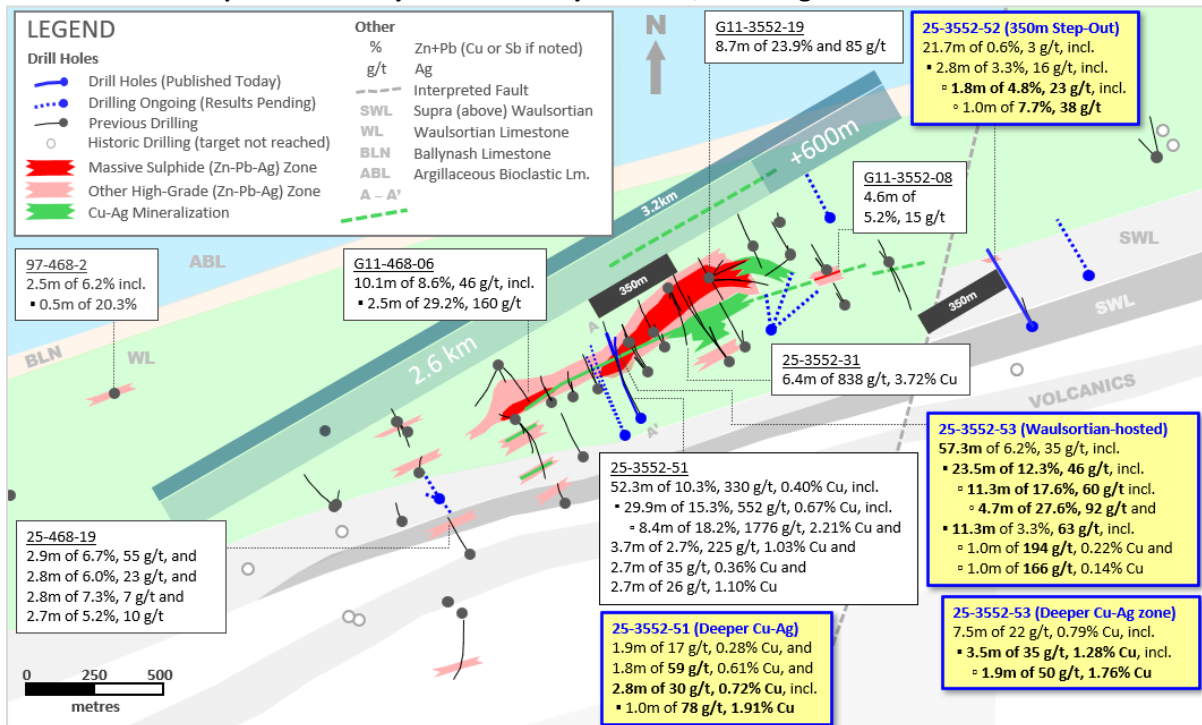 LEGEND
Drill Holes
Drill Holes (Published Today)
Drilling Ongoing (Results Pending)
Previous Drilling
Historic Drilling (target not reached)
Massive Sulphide (Zn-Pb-Ag) Zone
Other High-Grade (Zn-Pb-Ag) Zone
Cu-Ag Mineralization
Other
% Zn+Pb (Cu or Sb if noted)
g/t Ag
Interpreted Fault
SWL Supra (above) Waulsortian
WL Waulsortian Limestone
BLN Ballynash Limestone
ABL Argillaceous Bioclastic Lm.
A – A'
N
G11-3552-19
8.7m of 23.9% and 85 g/t
25-3552-52 (350m Step-Out)
21.7m of 0.6%, 3 g/t, incl.
▪ 2.8m of 3.3%, 16 g/t, incl.
▫ 1.8m of 4.8%, 23 g/t, incl.
▫ 1.0m of 7.7%, 38 g/t
+600m
3.2km
G11-3552-08
4.6m of
5.2%, 15 g/t
97-468-2
2.5m of 6.2% incl.
▪ 0.5m of 20.3%
ABL
G11-468-06
10.1m of 8.6%, 46 g/t, incl.
▪ 2.5m of 29.2%, 160 g/t
350m
350m
SWL
SWL
BLN
WL
2.6 km
A
A'
VOLCANICS
25-3552-31
6.4m of 838 g/t, 3.72% Cu
25-3552-53 (Waulsortian-hosted)
57.3m of 6.2%, 35 g/t, incl.
▪ 23.5m of 12.3%, 46 g/t, incl.
▫ 11.3m of 17.6%, 60 g/t incl.
▫ 4.7m of 27.6%, 92 g/t and
▪ 11.3m of 3.3%, 63 g/t, incl.
▫ 1.0m of 194 g/t, 0.22% Cu and
▫ 1.0m of 166 g/t, 0.14% Cu
25-3552-51
52.3m of 10.3%, 330 g/t, 0.40% Cu, incl.
▪ 29.9m of 15.3%, 552 g/t, 0.67% Cu, incl.
▫ 8.4m of 18.2%, 1776 g/t, 2.21% Cu and
3.7m of 2.7%, 225 g/t, 1.03% Cu and
2.7m of 35 g/t, 0.36% Cu and
2.7m of 26 g/t, 1.10% Cu
25-468-19
2.9m of 6.7%, 55 g/t, and
2.8m of 6.0%, 23 g/t, and
2.8m of 7.3%, 7 g/t and
2.7m of 5.2%, 10 g/t
25-3552-53 (Deeper Cu-Ag zone)
7.5m of 22 g/t, 0.79% Cu, incl.
▪ 3.5m of 35 g/t, 1.28% Cu, incl.
▫ 1.9m of 50 g/t, 1.76% Cu
25-3552-51 (Deeper Cu-Ag)
1.9m of 17 g/t, 0.28% Cu, and
1.8m of 59 g/t, 0.61% Cu, and
2.8m of 30 g/t, 0.72% Cu, incl.
▪ 1.0m of 78 g/t, 1.91% Cu
0 250 500
metres